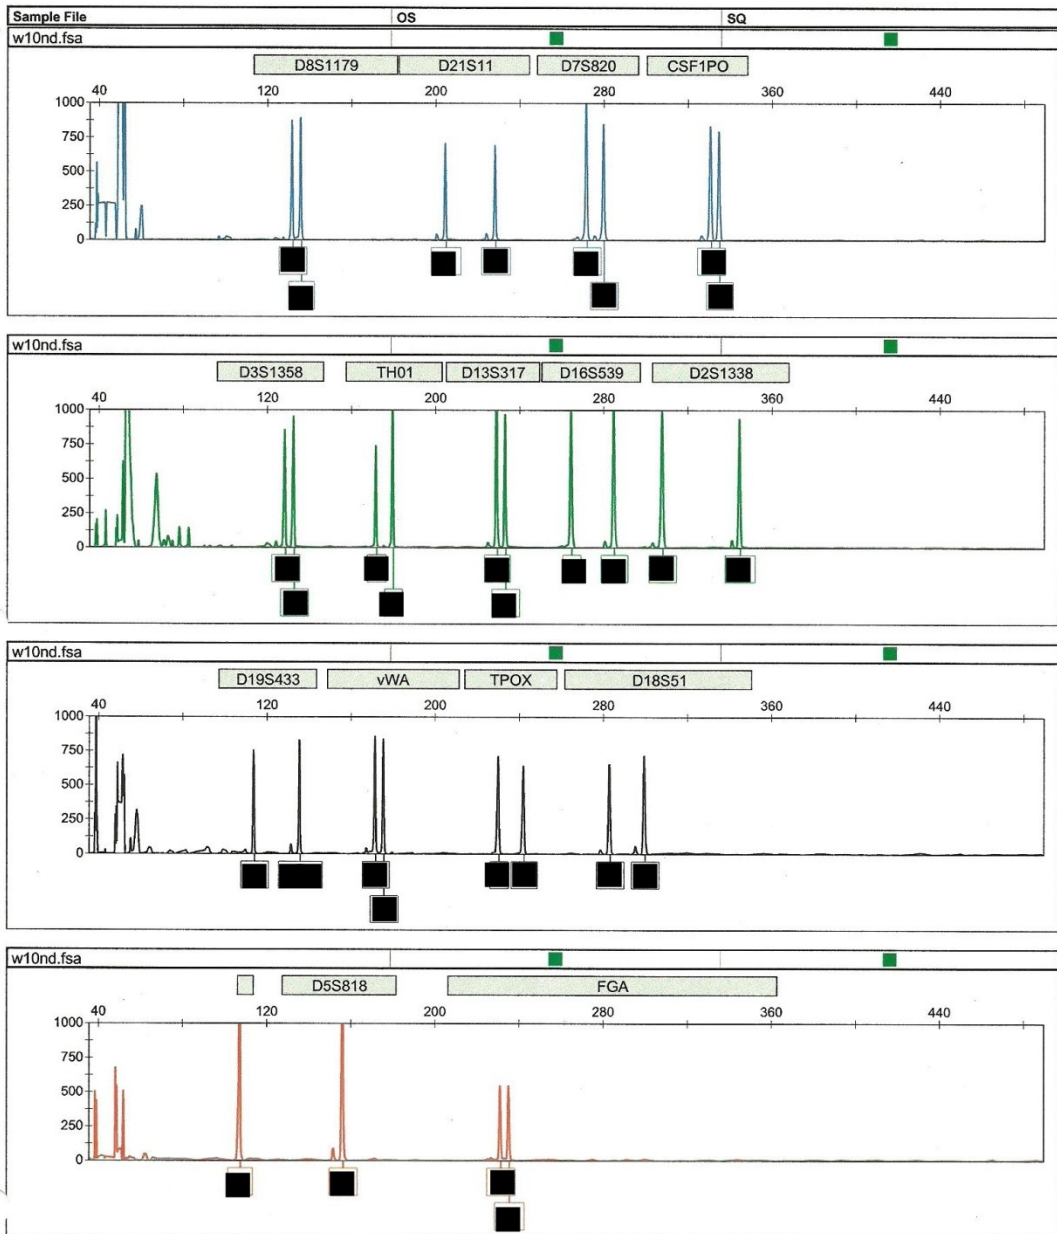 Sample File OS SQ
w10nd.fsa
D8S1179 D21S11 D7S820 CSF1PO
40 120 200 280 360 440
1000
750
500
250
0
w10nd.fsa
D3S1358 TH01 D13S317 D16S539 D2S1338
40 120 200 280 360 440
1000
750
500
250
0
w10nd.fsa
D19S433 vWA TPOX D18S51
40 120 200 280 360 440
1000
750
500
250
0
w10nd.fsa
D5S818 FGA
40 120 200 280 360 440
1000
750
500
250
0